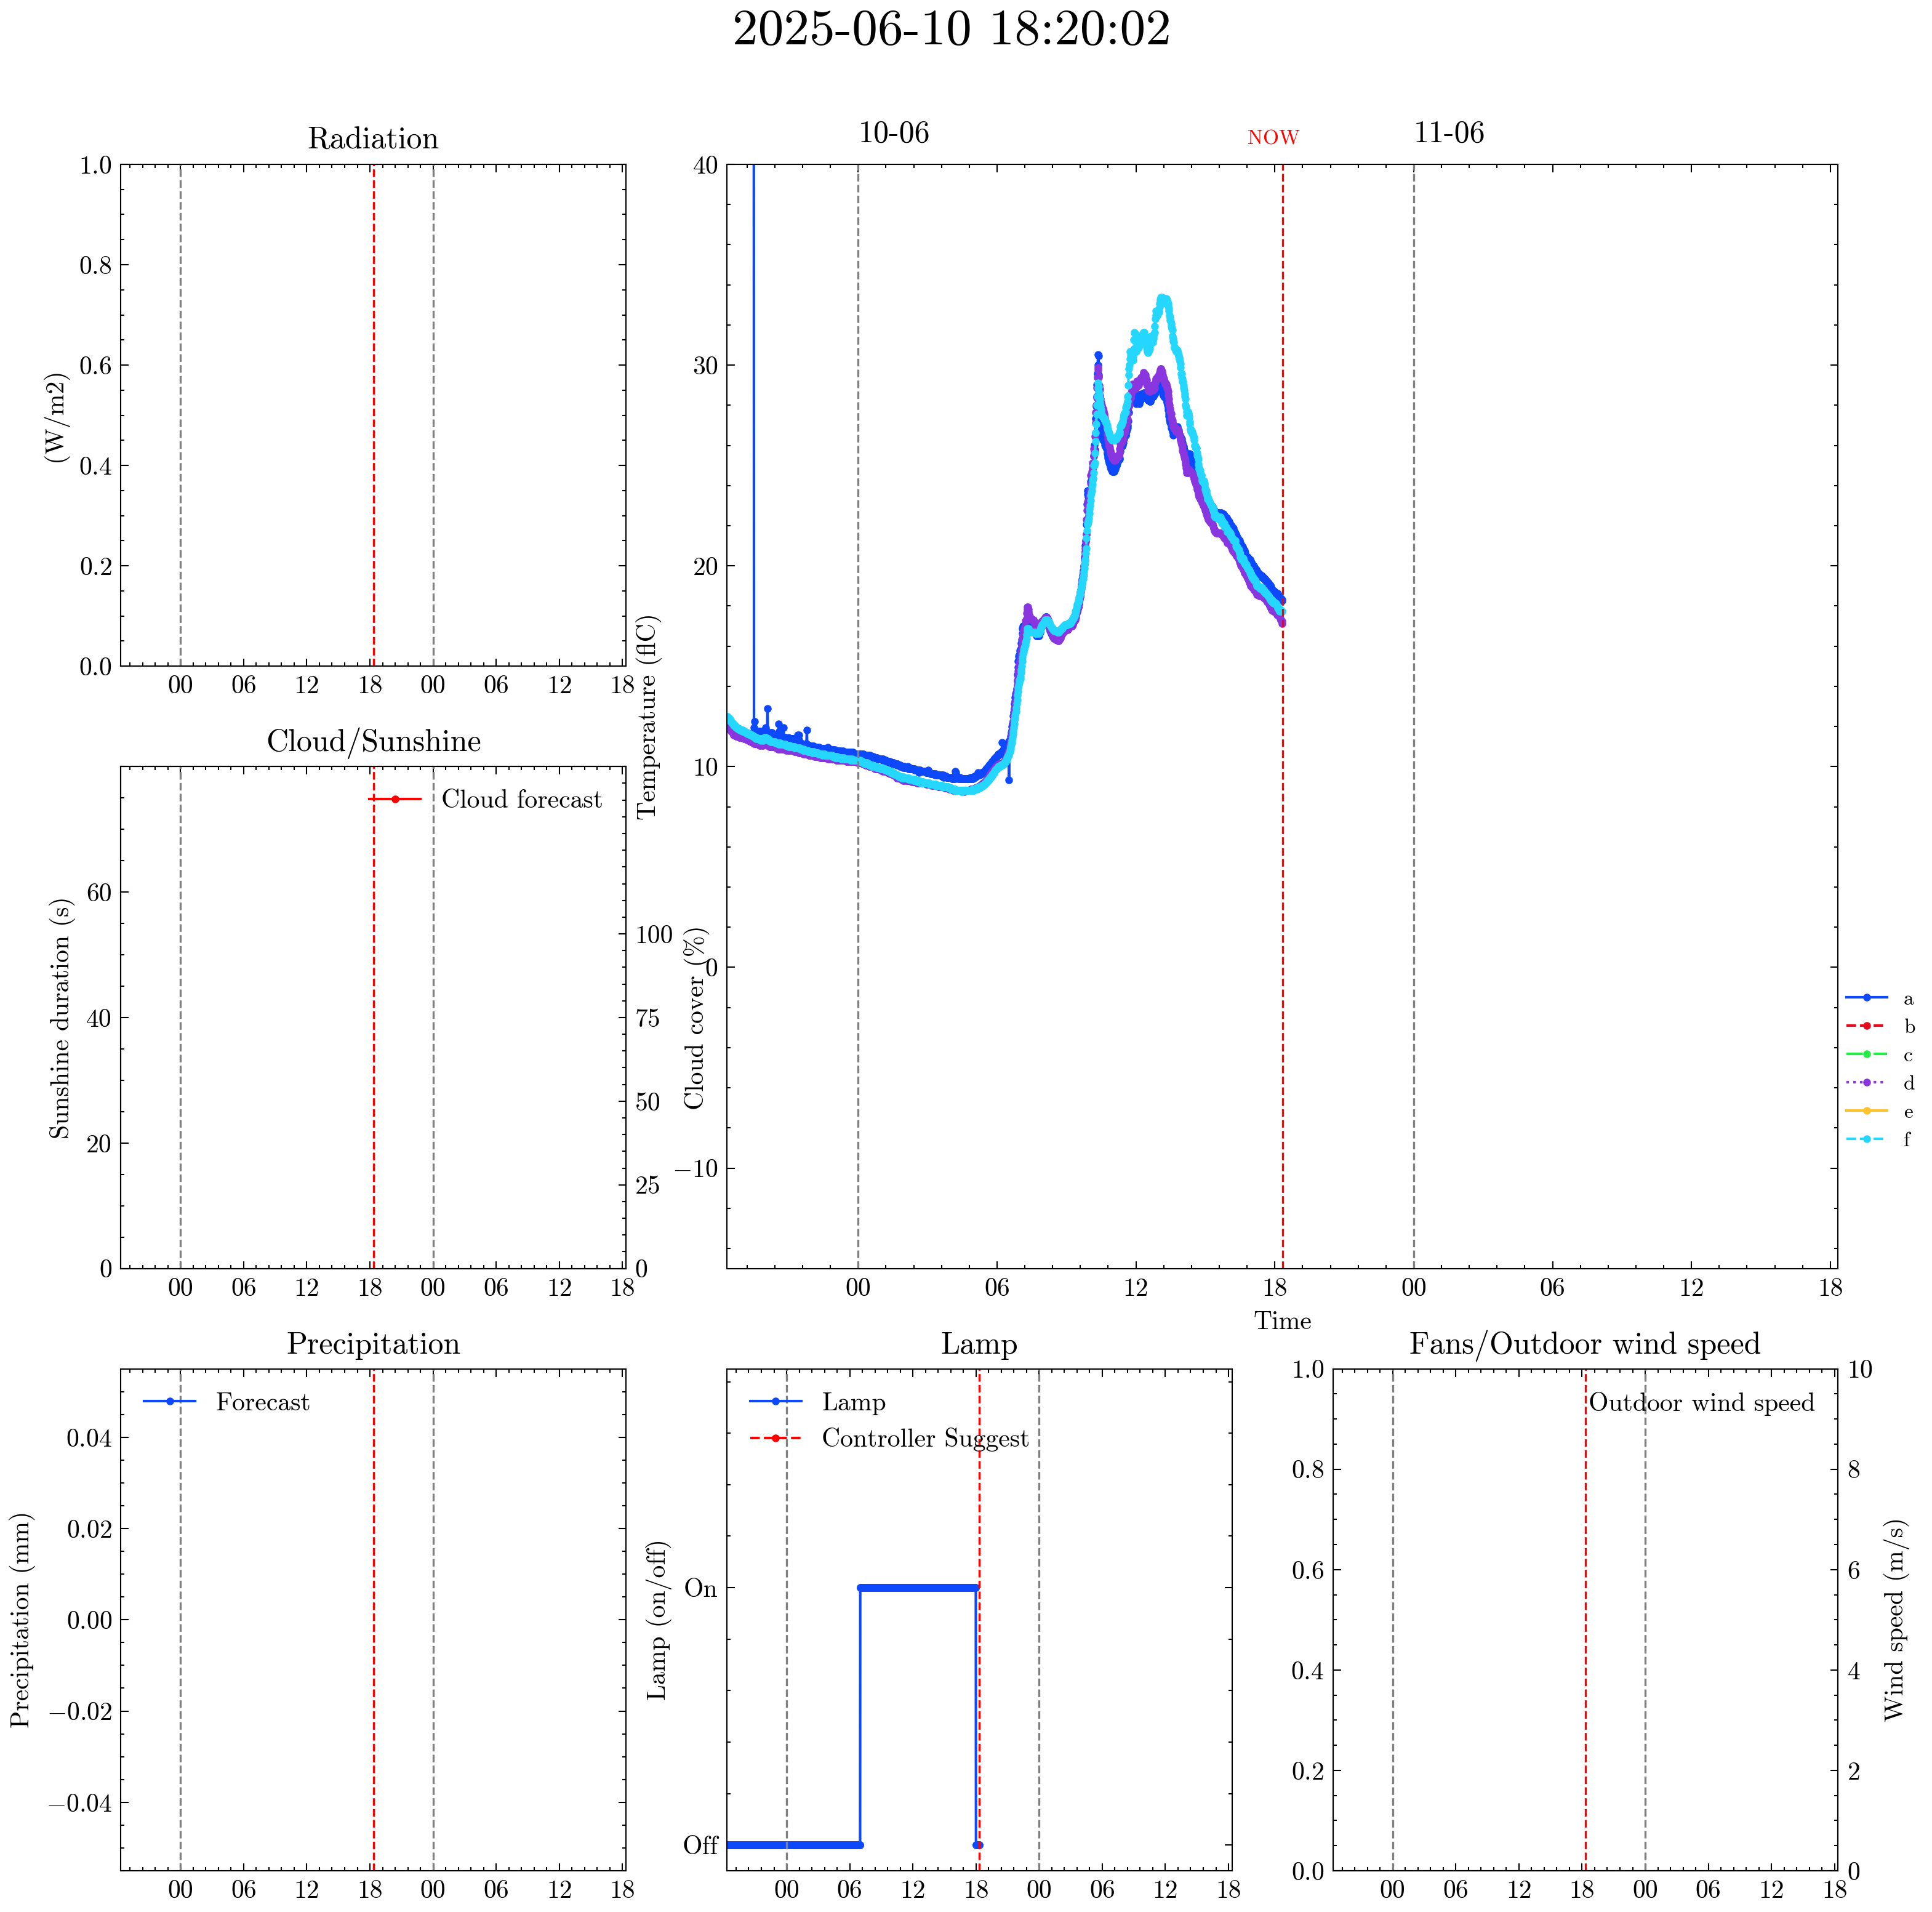 2025-06-10 18:20:02
Radiation
1.0
0.8
0.6
0.4
0.2
0.0
(W/m2)
00 06 12 18 00 06 12 18
10-06 NOW 11-06
40
30
20
10
0
−10
Temperature (flC)
00 06 12 18 00 06 12 18
Time
a
b
c
d
e
f
Cloud/Sunshine
Cloud forecast
60
40
20
0
Sunshine duration (s)
100
75
50
25
0
Cloud cover (%)
00 06 12 18 00 06 12 18
Precipitation
Forecast
0.04
0.02
0.00
−0.02
−0.04
Precipitation (mm)
00 06 12 18 00 06 12 18
Lamp
Lamp
Controller Suggest
On
Off
Lamp (on/off)
00 06 12 18 00 06 12 18
Fans/Outdoor wind speed
Outdoor wind speed
1.0
0.8
0.6
0.4
0.2
0.0
10
8
6
4
2
0
Wind speed (m/s)
00 06 12 18 00 06 12 18